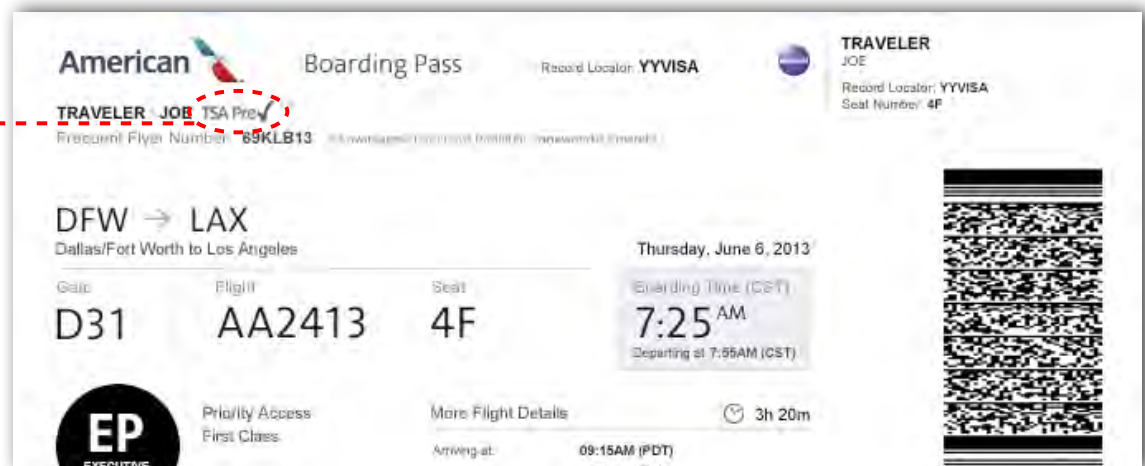 American Boarding Pass Record Locator: YYVISA
TRAVELER JOE TSA Pre✓
Frequent Flyer Number: 69KLB13
TRAVELER
JOE
Record Locator: YYVISA
Seat Number: 4F
DFW → LAX
Dallas/Fort Worth to Los Angeles
Thursday, June 6, 2013
Gate Flight Seat Boarding Time (CST)
D31 AA2413 4F 7:25 AM
Departing at 7:55AM (CST)
EP
EXECUTIVE
Priority Access
First Class
More Flight Details 3h 20m
Arriving at: 09:15AM (PDT)